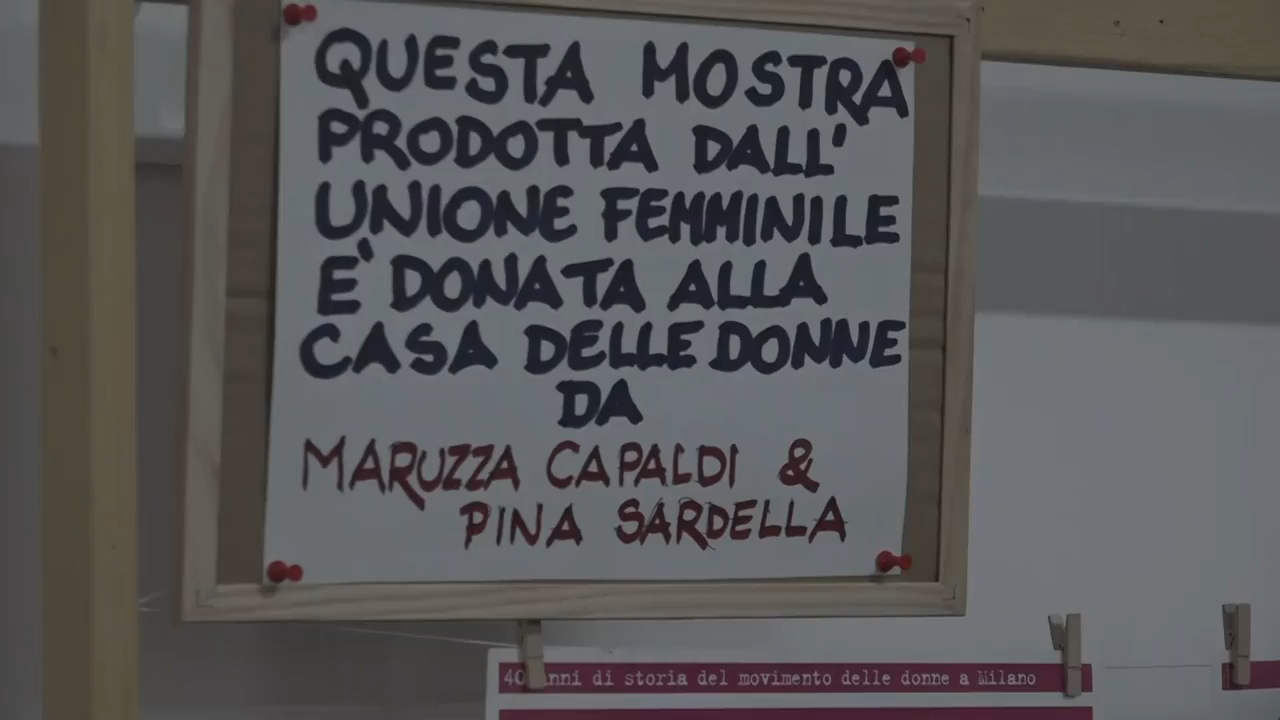 QUESTA MOSTRA
PRODOTTA DALL'
UNIONE FEMMINILE
E' DONATA ALLA
CASA DELLE DONNE
DA
MARUZZA CAPALDI &
PINA SARDELLA
40 anni di storia del movimento delle donne a Milano